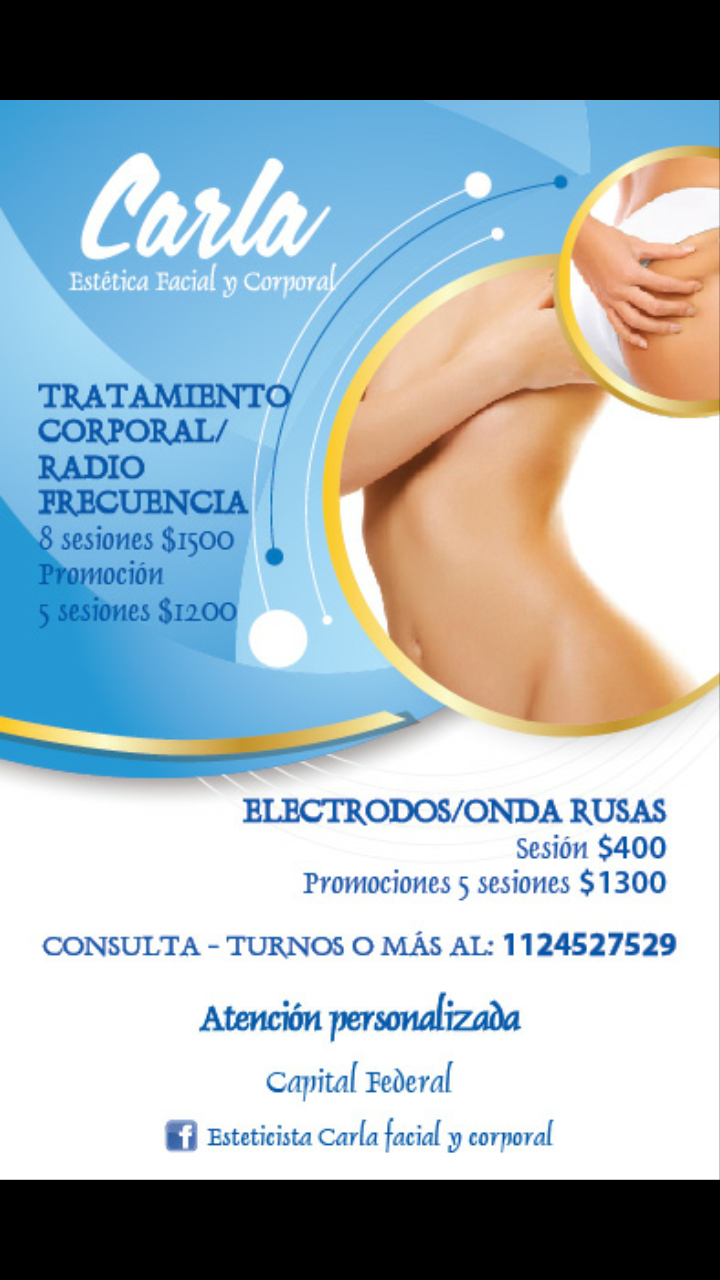 Carla
Estética Facial y Corporal
TRATAMIENTO
CORPORAL/
RADIO
FRECUENCIA
8 sesiones $1500
Promoción
5 sesiones $1200
ELECTRODOS/ONDA RUSAS
Sesión $400
Promociones 5 sesiones $1300
CONSULTA - TURNOS O MÁS AL: 1124527529
Atención personalizada
Capital Federal
f Esteticista Carla facial y corporal